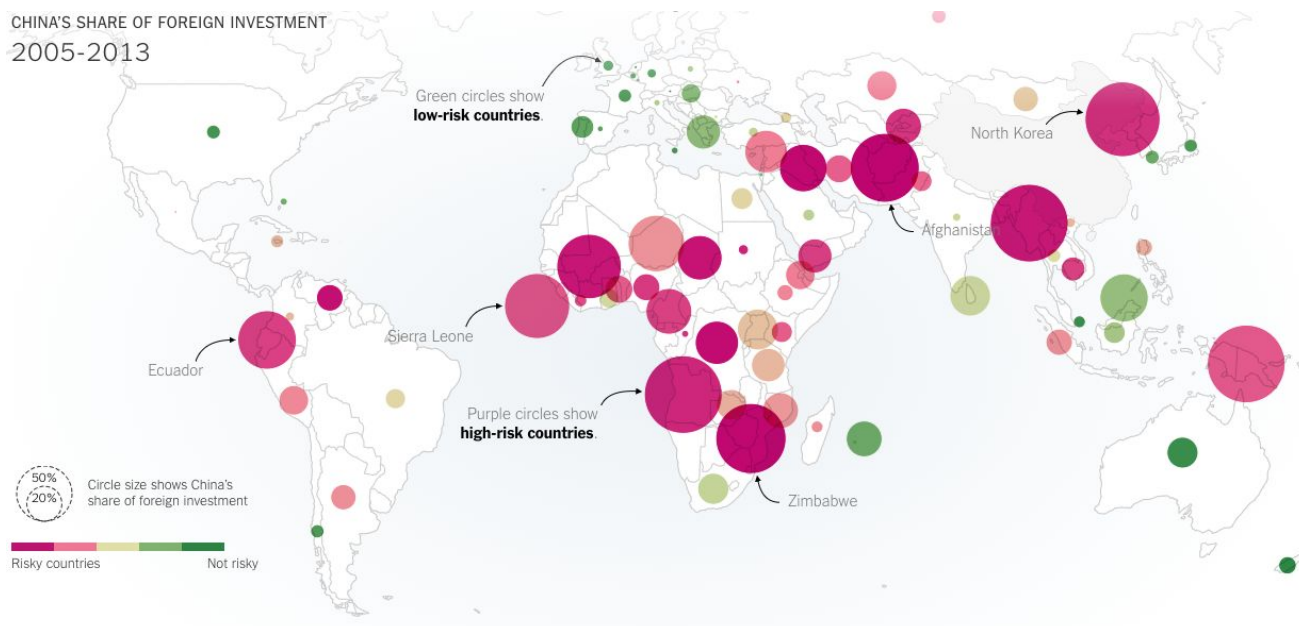 CHINA'S SHARE OF FOREIGN INVESTMENT
2005-2013
Green circles show
low-risk countries.
North Korea
Afghanistan
Sierra Leone
Ecuador
Purple circles show
high-risk countries.
Zimbabwe
50%
20%
Circle size shows China's
share of foreign investment
Risky countries
Not risky